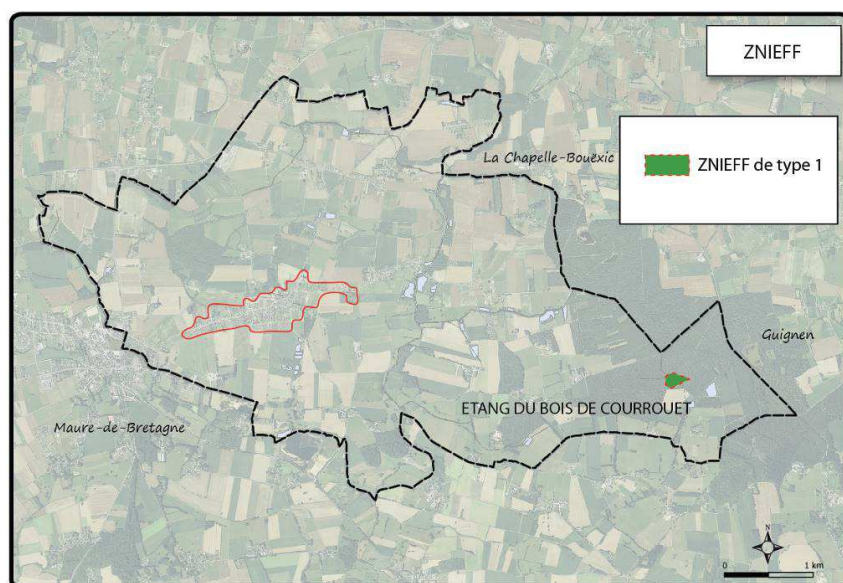 ZNIEFF
La Chapelle-Bouëxic
ZNIEFF de type 1
Guignen
ETANG DU BOIS DE COURROUET
Maure-de-Bretagne
N
0 1 km